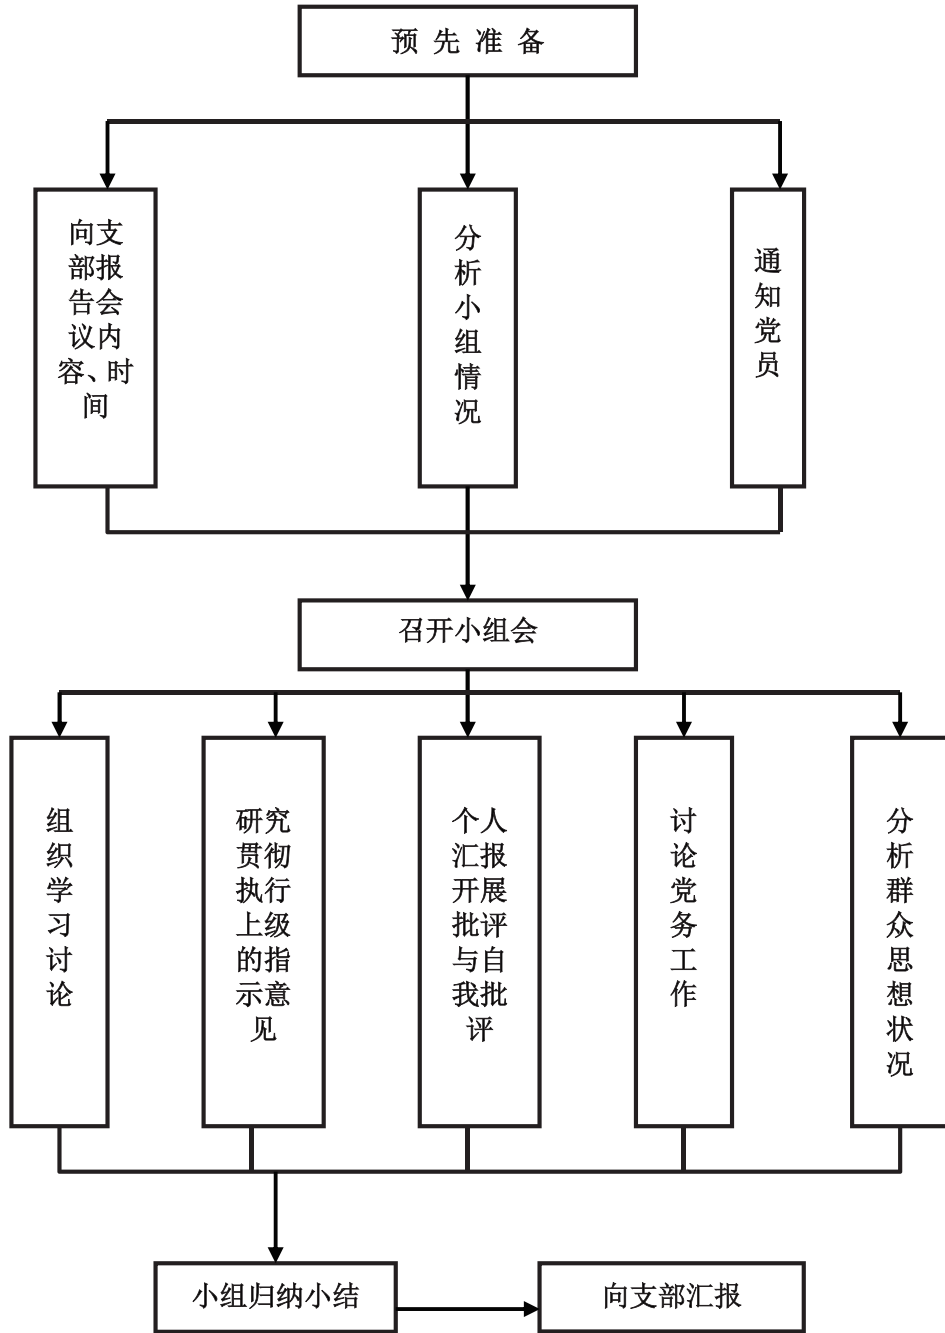 预先准备
向支
部报
告会
议内
容、时
间
分
析
小
组
情
况
通
知
党
员
召开小组会
组
织
学
习
讨
论
研究
贯彻
执行
上级
的指
示意
见
个人
汇报
开展
批评
与自
我批
评
讨
论
党
务
工
作
分
析
群
众
思
想
状
况
小组归纳小结
向支部汇报